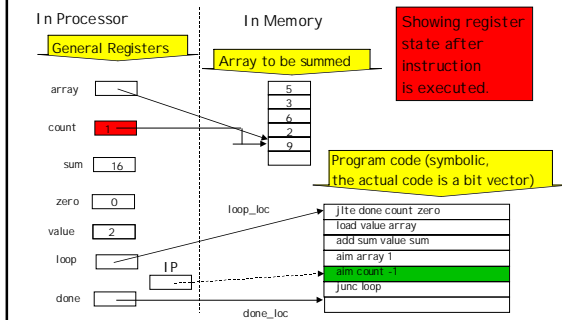 In Processor
In Memory
Showing register
state after
instruction
is executed.
General Registers
Array to be summed
array
5
3
6
2
9
count
1
sum
16
Program code (symbolic,
the actual code is a bit vector)
zero
0
loop_loc
jlte done count zero
load value array
add sum value sum
aim array 1
aim count -1
junc loop
value
2
loop
IP
done
done_loc